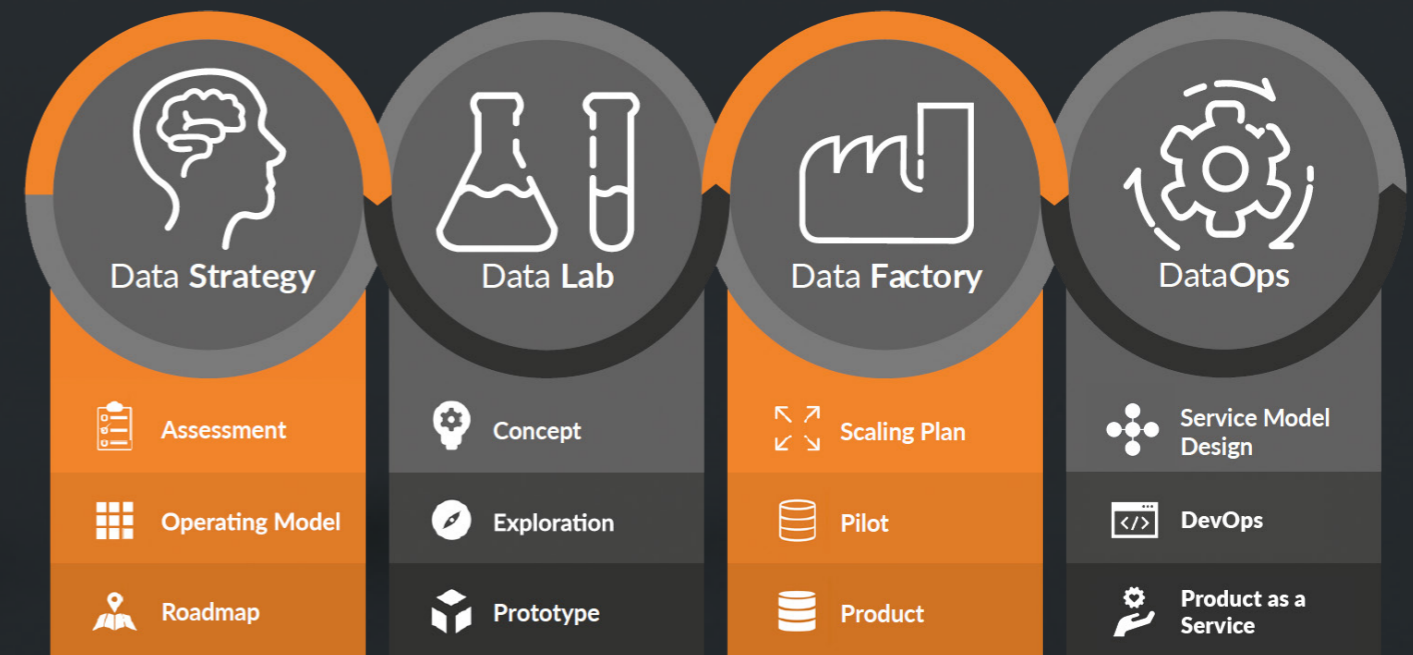 Data Strategy
Data Lab
Data Factory
DataOps
Assessment
Operating Model
Roadmap
Concept
Exploration
Prototype
Scaling Plan
Pilot
Product
Service Model
Design
DevOps
Product as a
Service